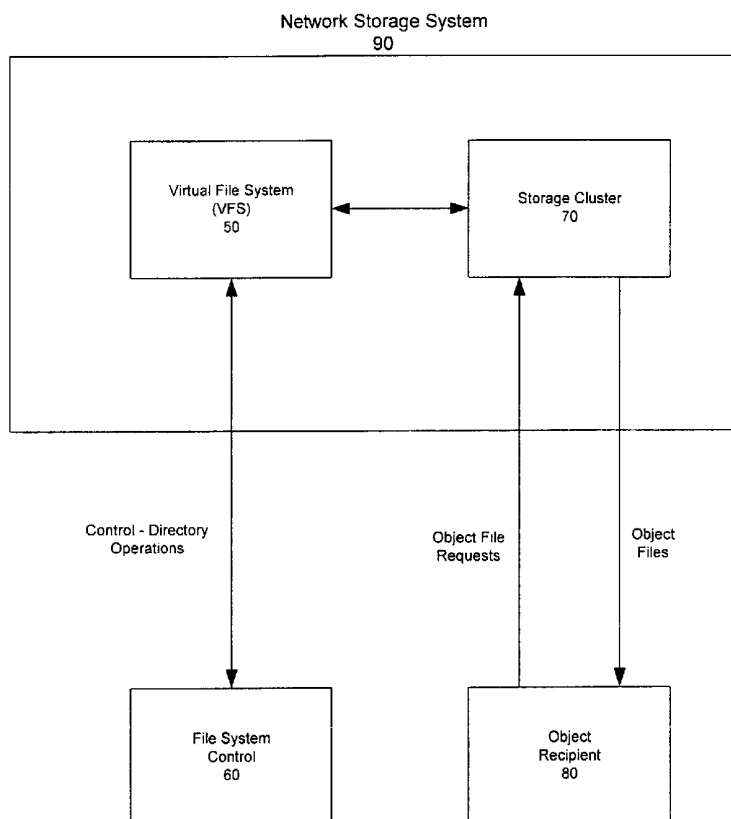 Network Storage System
90
Virtual File System
(VFS)
50
Storage Cluster
70
Control - Directory
Operations
Object File
Requests
Object
Files
File System
Control
60
Object
Recipient
80